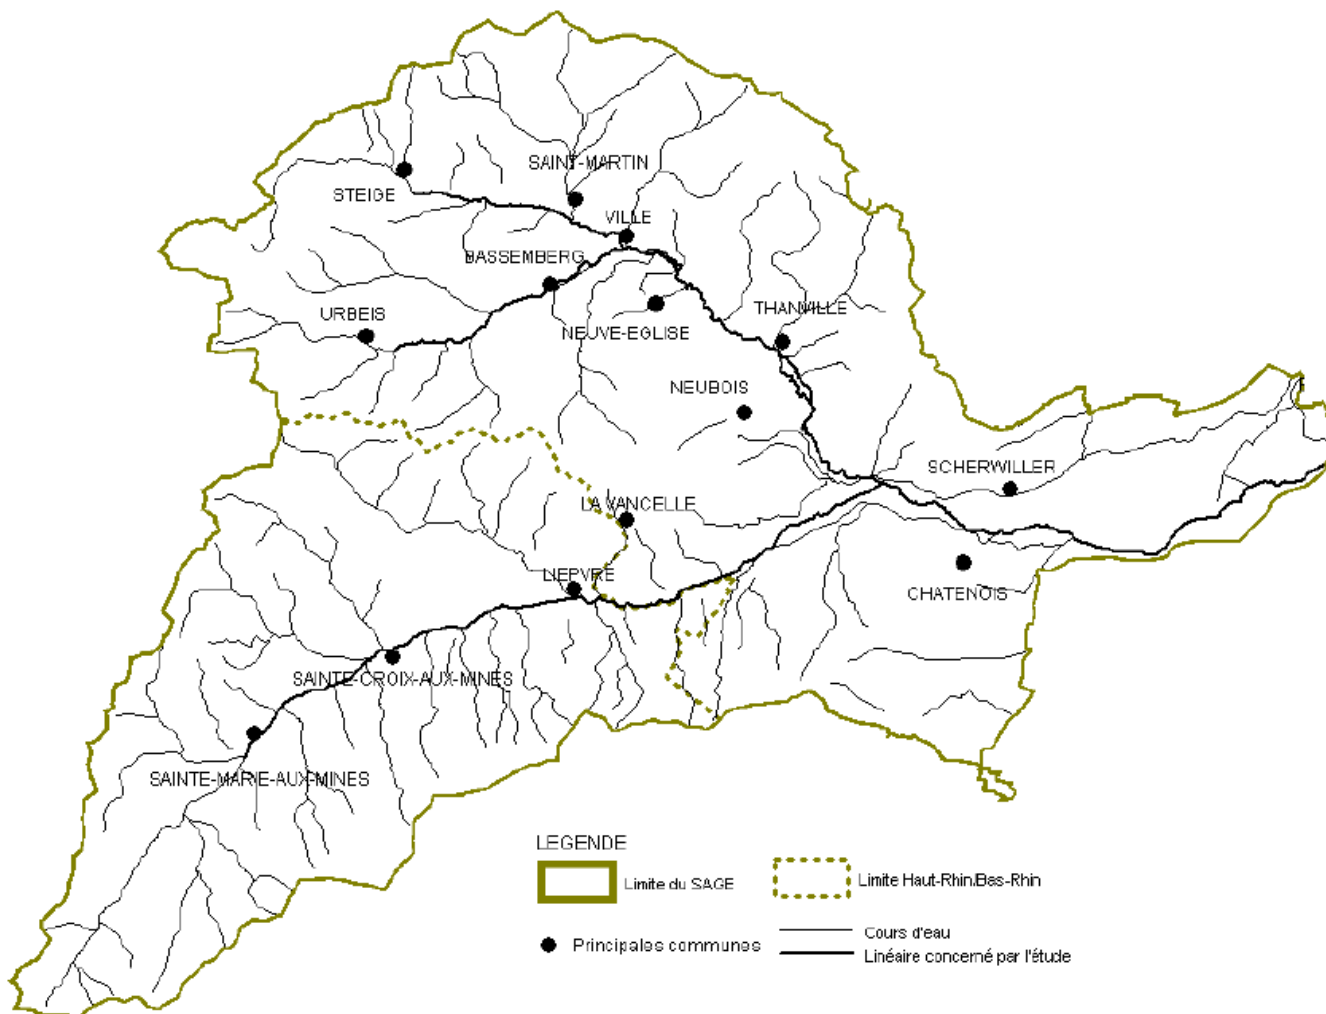 SAINT-MARTIN
STEIGE
VILLE
BASSEMBERG
THANVILLE
URBEIS
NEUVE-EGLISE
NEUBOIS
SCHERWILLER
LA VANCELLE
LIEPVRE
CHATENOIS
SAINTE-CROIX-AUX-MINES
SAINTE-MARIE-AUX-MINES
LEGENDE
Limite du SAGE
Limite Haut-Rhin/Bas-Rhin
Principales communes
Cours d'eau
Linéaire concerné par l'étude